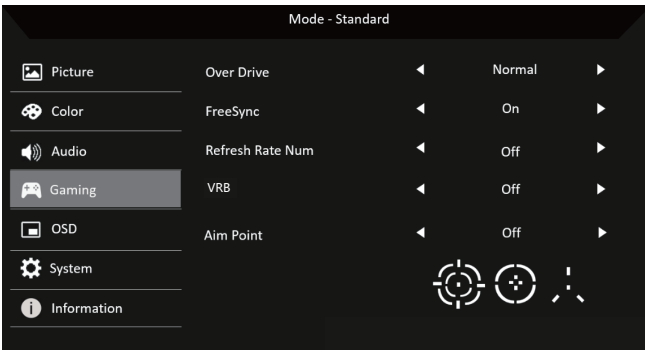 Mode - Standard
Picture
Color
Audio
Gaming
OSD
System
Information
Over Drive Normal
FreeSync On
Refresh Rate Num Off
VRB Off
Aim Point Off